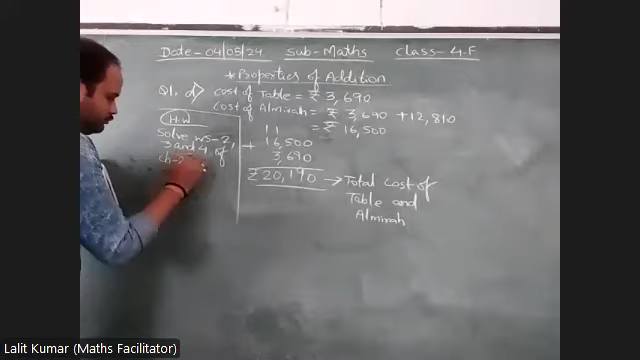 Date-04/05/24 Sub-Maths Class-4-F
*Properties of Addition
Q1. d) Cost of Table = ₹ 3,690
Cost of Almirah = ₹ 3,690 + 12,810
= ₹ 16,500
H.W
Solve ws-2,
3 and 4 of
ch-2
1 1
16,500
+ 3,690
₹ 20,190 → Total cost of
Table and
Almirah
Lalit Kumar (Maths Facilitator)